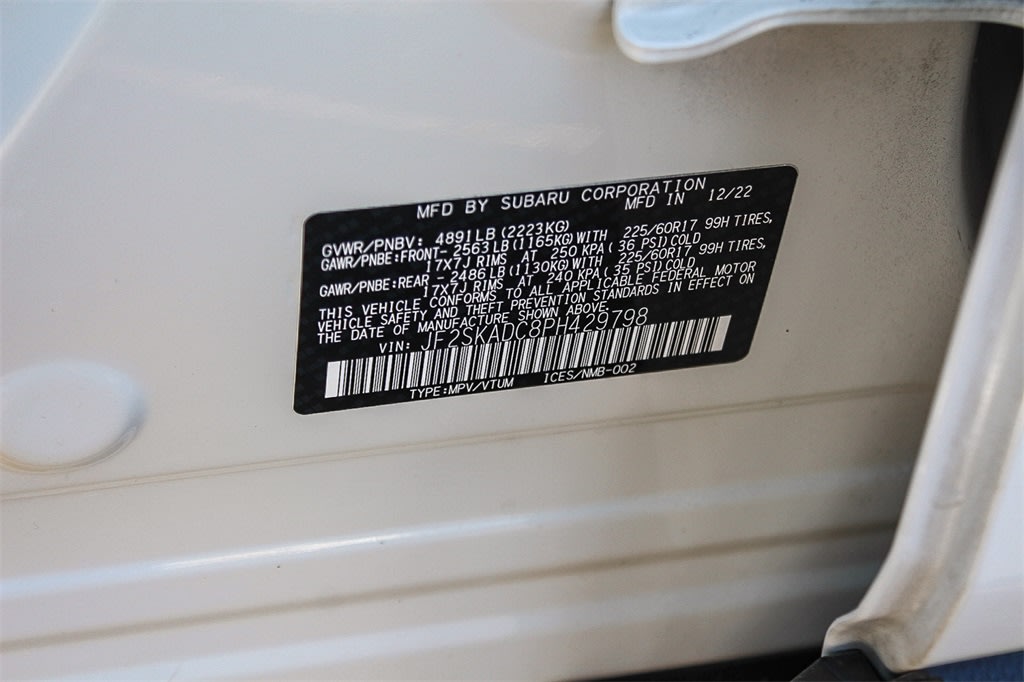 MFD BY SUBARU CORPORATION
MFD IN 12/22
GVWR/PNBV: 4891LB(2223KG)
GAWR/PNBE:FRONT- 2563LB(1165KG)WITH 225/60R17 99H TIRES,
17X7J RIMS AT 250 KPA( 36 PSI)COLD
GAWR/PNBE:REAR - 2486LB(1130KG)WITH 225/60R17 99H TIRES,
17X7J RIMS AT 240 KPA( 35 PSI)COLD
THIS VEHICLE CONFORMS TO ALL APPLICABLE FEDERAL MOTOR
VEHICLE SAFETY AND THEFT PREVENTION STANDARDS IN EFFECT ON
THE DATE OF MANUFACTURE SHOWN ABOVE.
VIN: JF2SKADC8PH429798
TYPE:MPV/VTUM ICES/NMB-002